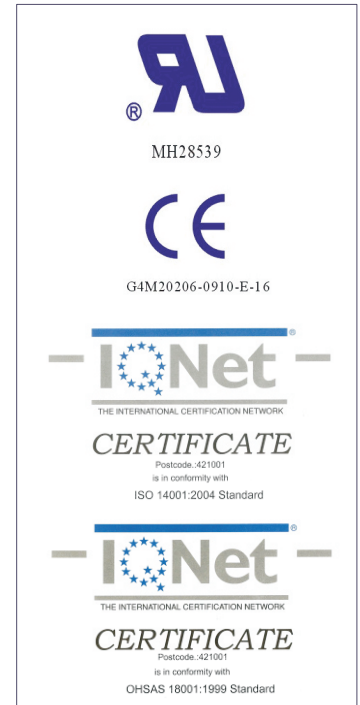 ®
MH28539
CE
G4M20206-0910-E-16
IQNet ®
THE INTERNATIONAL CERTIFICATION NETWORK
CERTIFICATE
Postcode.:421001
is in conformity with
ISO 14001:2004 Standard
IQNet ®
THE INTERNATIONAL CERTIFICATION NETWORK
CERTIFICATE
Postcode.:421001
is in conformity with
OHSAS 18001:1999 Standard